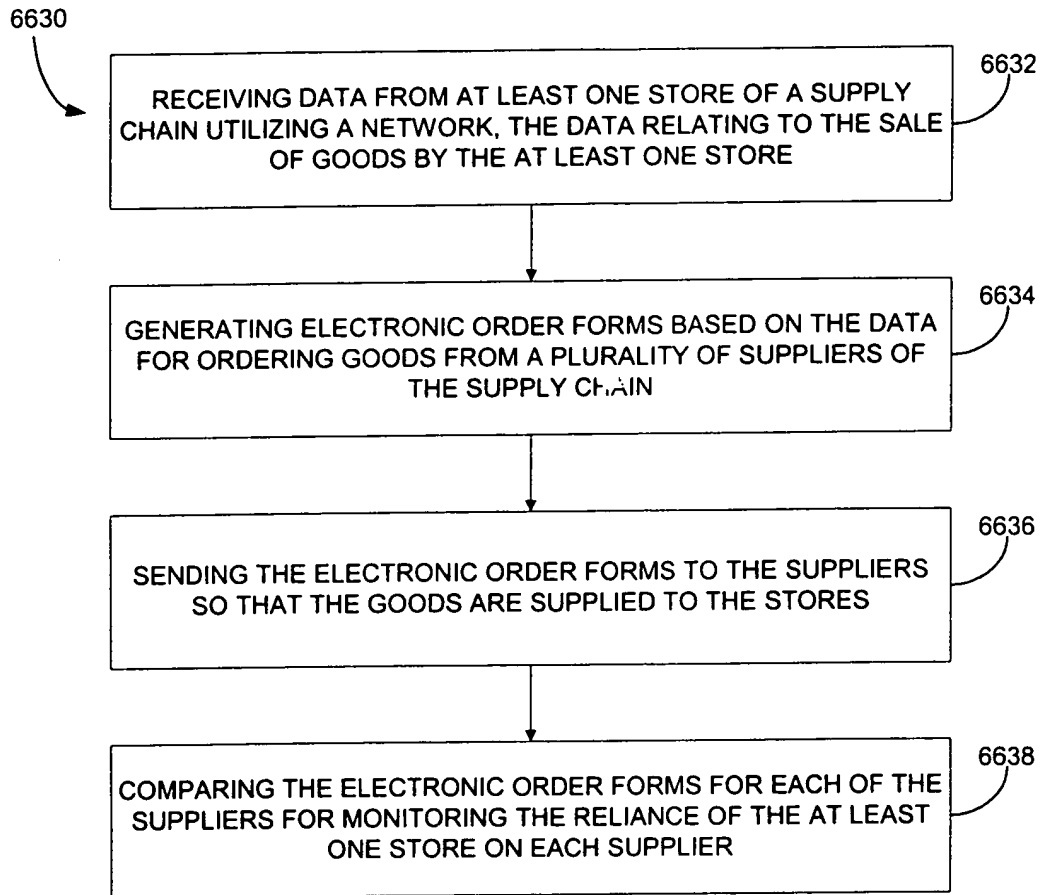 6630
6632
RECEIVING DATA FROM AT LEAST ONE STORE OF A SUPPLY
CHAIN UTILIZING A NETWORK, THE DATA RELATING TO THE SALE
OF GOODS BY THE AT LEAST ONE STORE
6634
GENERATING ELECTRONIC ORDER FORMS BASED ON THE DATA
FOR ORDERING GOODS FROM A PLURALITY OF SUPPLIERS OF
THE SUPPLY CHAIN
6636
SENDING THE ELECTRONIC ORDER FORMS TO THE SUPPLIERS
SO THAT THE GOODS ARE SUPPLIED TO THE STORES
6638
COMPARING THE ELECTRONIC ORDER FORMS FOR EACH OF THE
SUPPLIERS FOR MONITORING THE RELIANCE OF THE AT LEAST
ONE STORE ON EACH SUPPLIER